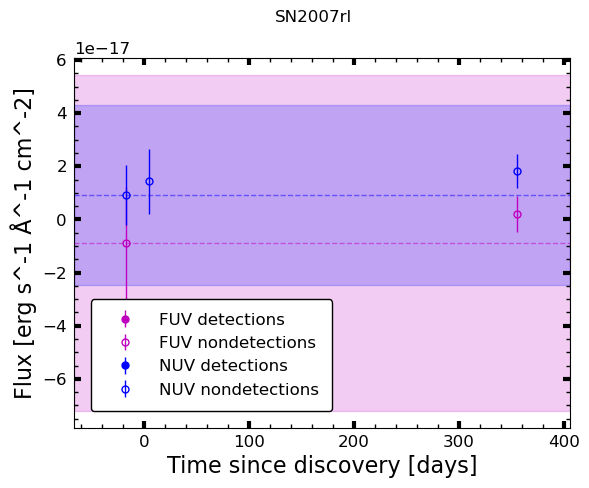 SN2007rl
1e−17
6
4
2
0
−2
−4
−6
Flux [erg s^-1 Å^-1 cm^-2]
FUV detections
FUV nondetections
NUV detections
NUV nondetections
0 100 200 300 400
Time since discovery [days]